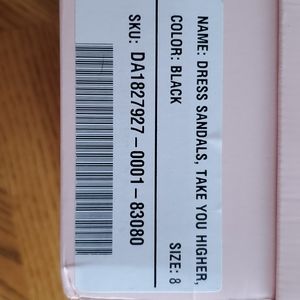 NAME: DRESS SANDALS, TAKE YOU HIGHER,
COLOR: BLACK SIZE: 8
SKU: DA1827927-0001-83080